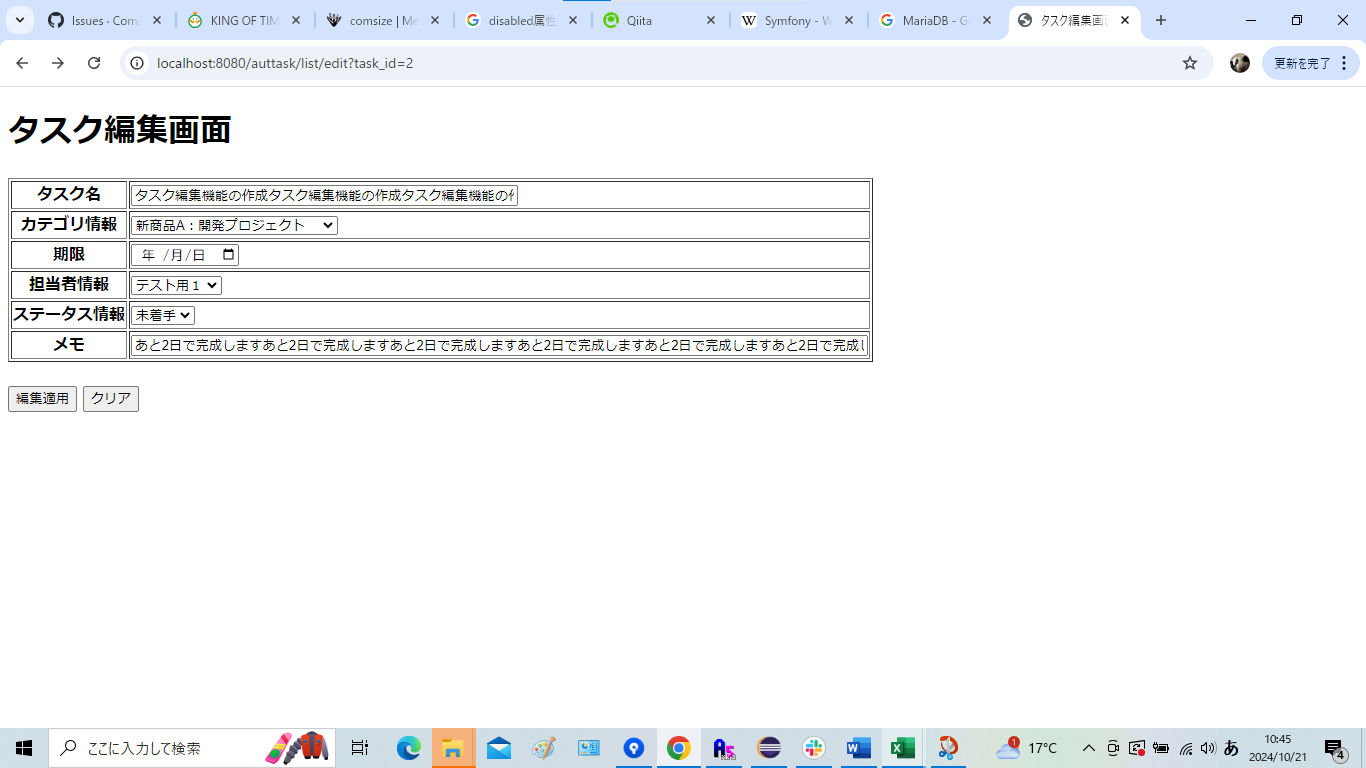 Issues · Com
KING OF TIM
comsize | Me
disabled属性
Qiita
Symfony - W
MariaDB - G
タスク編集画面
localhost:8080/auttask/list/edit?task_id=2
更新を完了
タスク編集画面
タスク名 タスク編集機能の作成タスク編集機能の作成タスク編集機能の作
カテゴリ情報 新商品A：開発プロジェクト
期限 年 /月/日
担当者情報 テスト用１
ステータス情報 未着手
メモ あと2日で完成しますあと2日で完成しますあと2日で完成しますあと2日で完成しますあと2日で完成しますあと2日で完成し
編集適用 クリア
ここに入力して検索
1
17°C
あ
10:45
2024/10/21
4